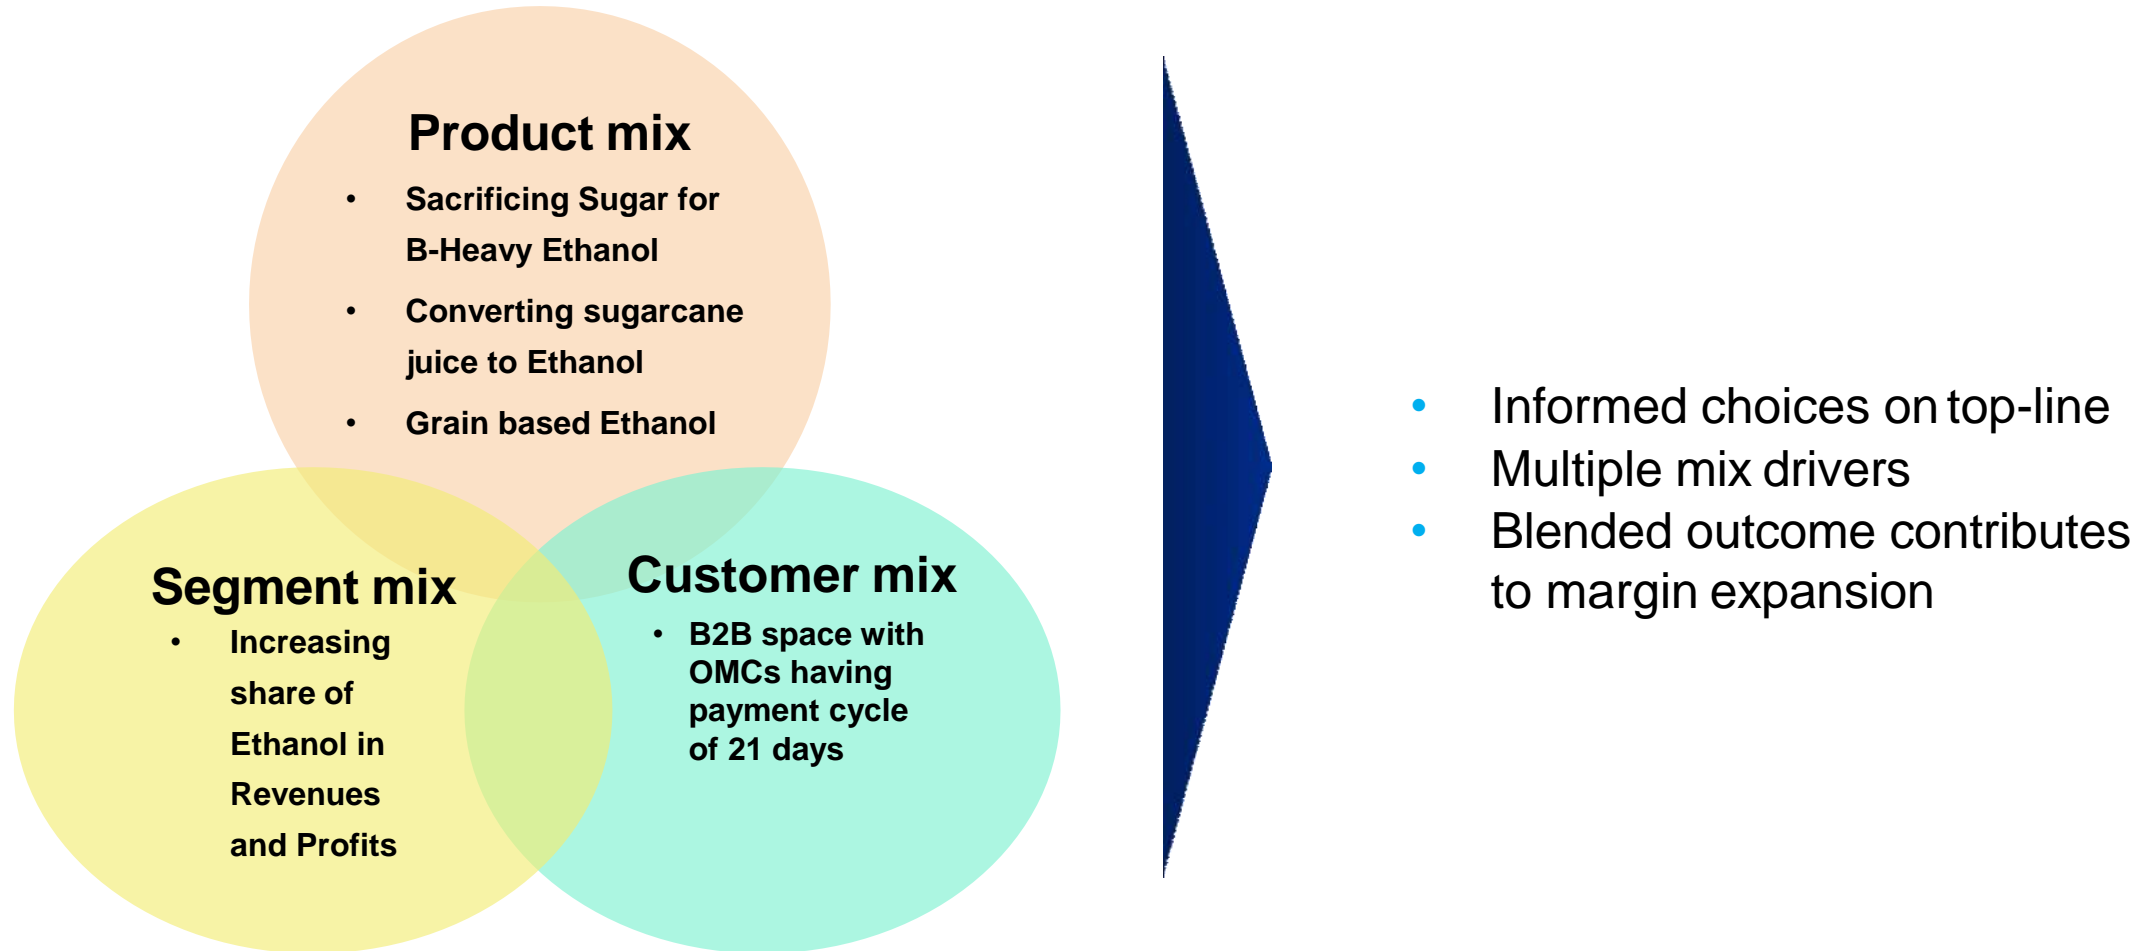 Product mix
• Sacrificing Sugar for
B-Heavy Ethanol
• Converting sugarcane
juice to Ethanol
• Grain based Ethanol
Segment mix
• Increasing
share of
Ethanol in
Revenues
and Profits
Customer mix
• B2B space with
OMCs having
payment cycle
of 21 days
• Informed choices on top-line
• Multiple mix drivers
• Blended outcome contributes
to margin expansion